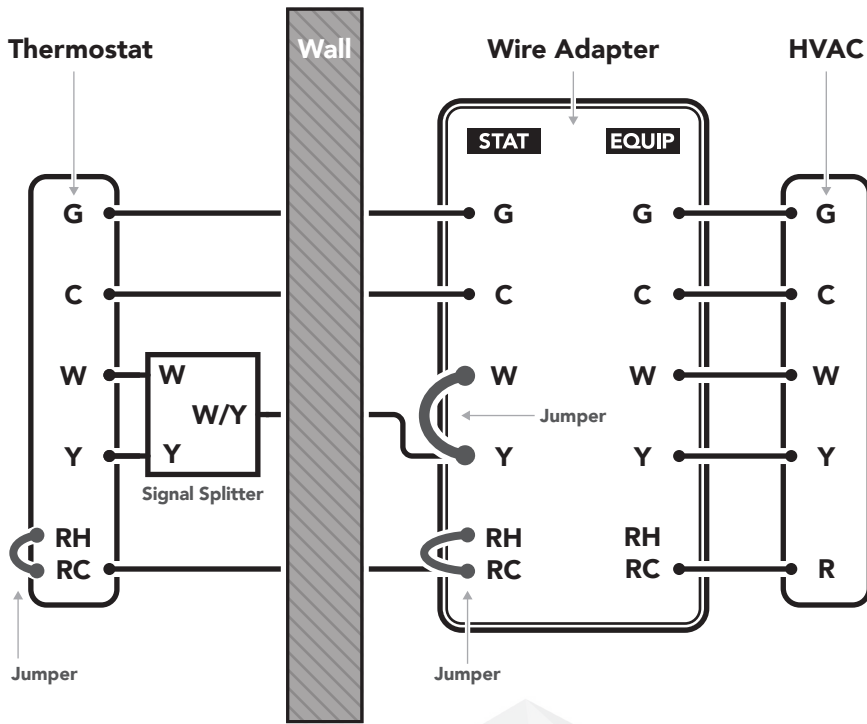 Thermostat Wall Wire Adapter HVAC
STAT EQUIP
G G G G
C C C C
W W W W W
W/Y
Jumper
Y Y Y Y Y
Signal Splitter
RH RH RH
RC RC RC R
Jumper Jumper